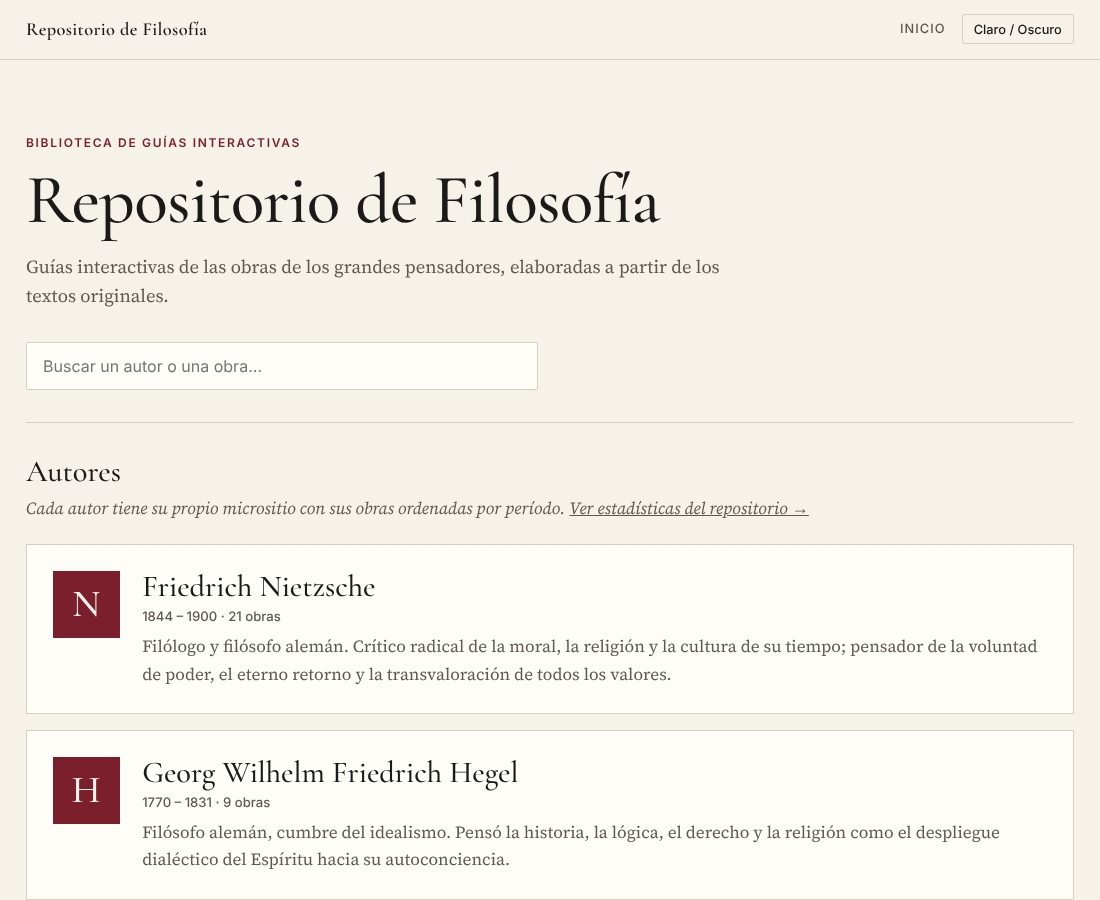 Repositorio de Filosofía
INICIO
Claro / Oscuro
BIBLIOTECA DE GUÍAS INTERACTIVAS
Repositorio de Filosofía
Guías interactivas de las obras de los grandes pensadores, elaboradas a partir de los
textos originales.
Buscar un autor o una obra…
Autores
Cada autor tiene su propio micrositio con sus obras ordenadas por período. Ver estadísticas del repositorio →
N
Friedrich Nietzsche
1844 – 1900 · 21 obras
Filólogo y filósofo alemán. Crítico radical de la moral, la religión y la cultura de su tiempo; pensador de la voluntad
de poder, el eterno retorno y la transvaloración de todos los valores.
H
Georg Wilhelm Friedrich Hegel
1770 – 1831 · 9 obras
Filósofo alemán, cumbre del idealismo. Pensó la historia, la lógica, el derecho y la religión como el despliegue
dialéctico del Espíritu hacia su autoconciencia.